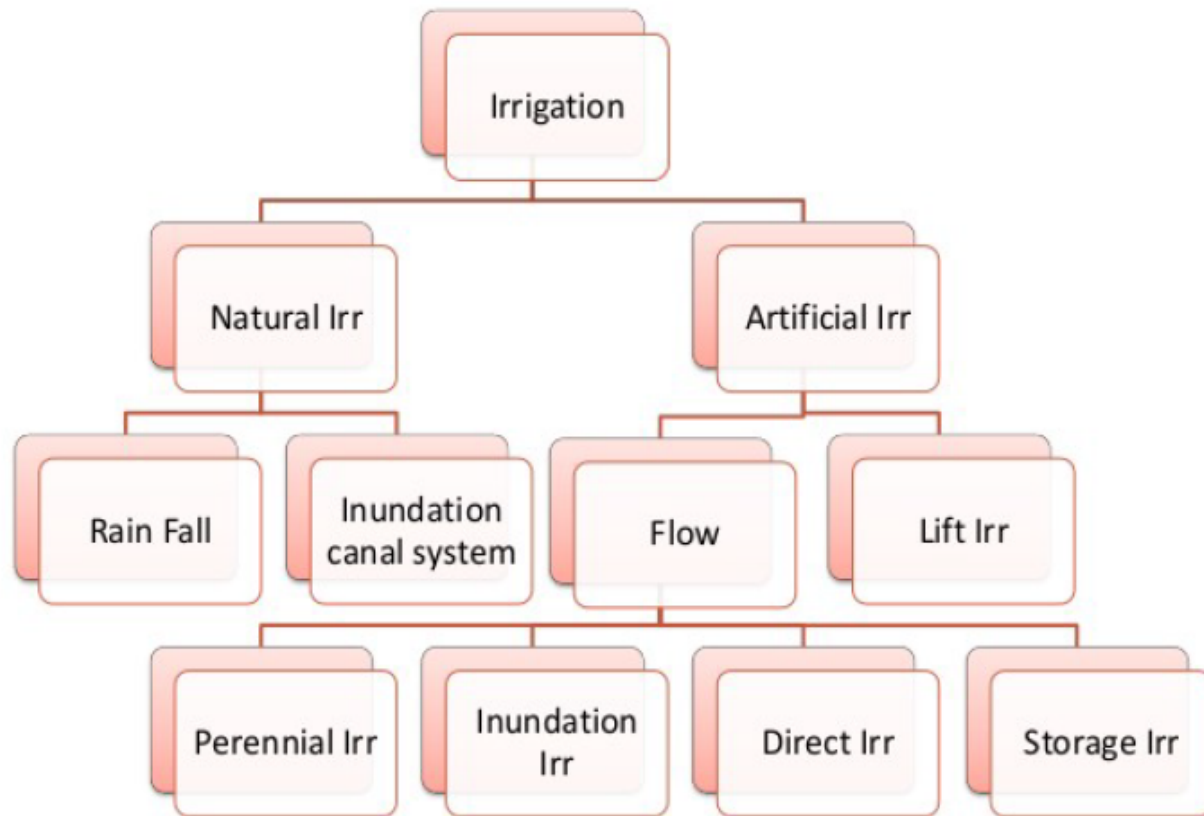 Irrigation
Natural Irr
Artificial Irr
Rain Fall
Inundation
canal system
Flow
Lift Irr
Perennial Irr
Inundation
Irr
Direct Irr
Storage Irr